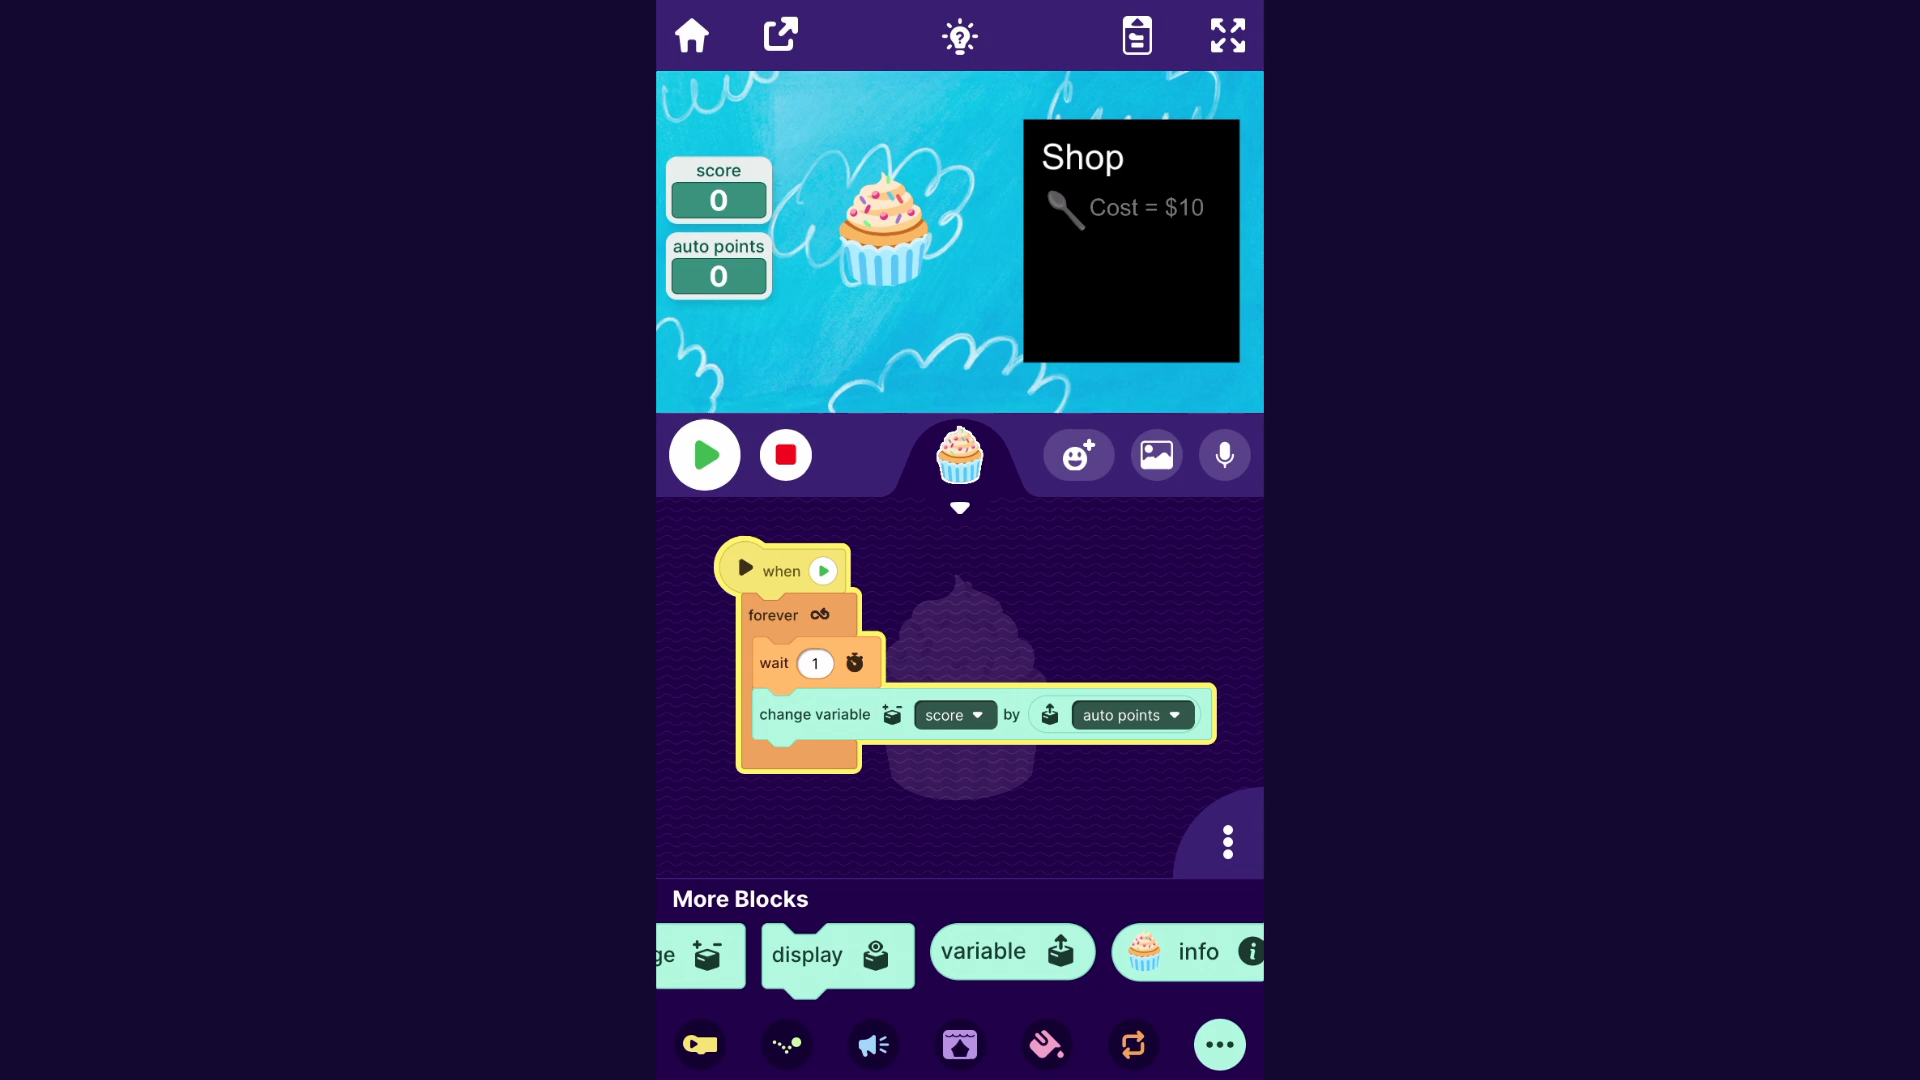 score
0
auto points
0
Shop
Cost = $10
when
forever
wait 1
change variable score by auto points
More Blocks
ge
display
variable
info